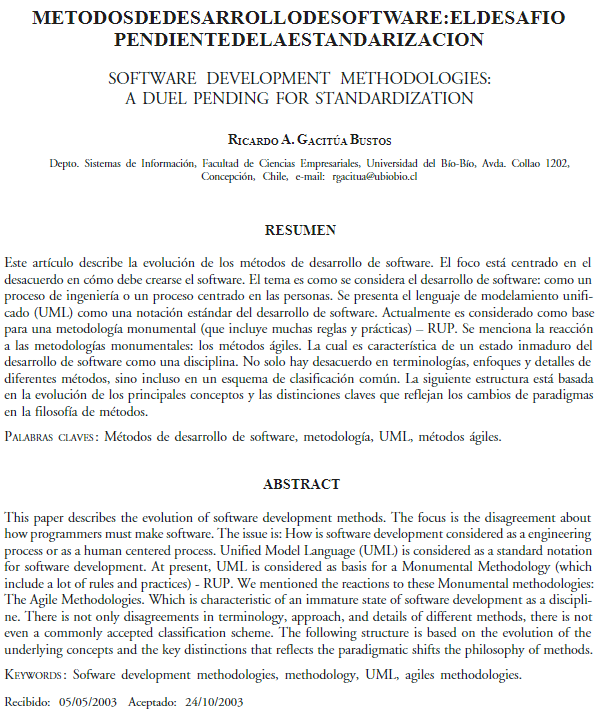 METODOSDEDESARROLLODESOFTWARE:ELDESAFIO
PENDIENTEDELAESTANDARIZACION
SOFTWARE DEVELOPMENT METHODOLOGIES:
A DUEL PENDING FOR STANDARDIZATION
RICARDO A. GACITÚA BUSTOS
Depto. Sistemas de Información, Facultad de Ciencias Empresariales, Universidad del Bío-Bío, Avda. Collao 1202,
Concepción, Chile, e-mail: rgacitua@ubiobio.cl
RESUMEN
Este artículo describe la evolución de los métodos de desarrollo de software. El foco está centrado en el
desacuerdo en cómo debe crearse el software. El tema es como se considera el desarrollo de software: como un
proceso de ingeniería o un proceso centrado en las personas. Se presenta el lenguaje de modelamiento unifi-
cado (UML) como una notación estándar del desarrollo de software. Actualmente es considerado como base
para una metodología monumental (que incluye muchas reglas y prácticas) – RUP. Se menciona la reacción
a las metodologías monumentales: los métodos ágiles. La cual es característica de un estado inmaduro del
desarrollo de software como una disciplina. No solo hay desacuerdo en terminologías, enfoques y detalles de
diferentes métodos, sino incluso en un esquema de clasificación común. La siguiente estructura está basada
en la evolución de los principales conceptos y las distinciones claves que reflejan los cambios de paradigmas
en la filosofía de métodos.
PALABRAS CLAVES: Métodos de desarrollo de software, metodología, UML, métodos ágiles.
ABSTRACT
This paper describes the evolution of software development methods. The focus is the disagreement about
how programmers must make software. The issue is: How is software development considered as a engineering
process or as a human centered process. Unified Model Language (UML) is considered as a standard notation
for software development. At present, UML is considered as basis for a Monumental Methodology (which
include a lot of rules and practices) - RUP. We mentioned the reactions to these Monumental methodologies:
The Agile Methodologies. Which is characteristic of an immature state of software development as a discipli-
ne. There is not only disagreements in terminology, approach, and details of different methods, there is not
even a commonly accepted classification scheme. The following structure is based on the evolution of the
underlying concepts and the key distinctions that reflects the paradigmatic shifts the philosophy of methods.
KEYWORDS: Sofware development methodologies, methodology, UML, agiles methodologies.
Recibido: 05/05/2003 Aceptado: 24/10/2003